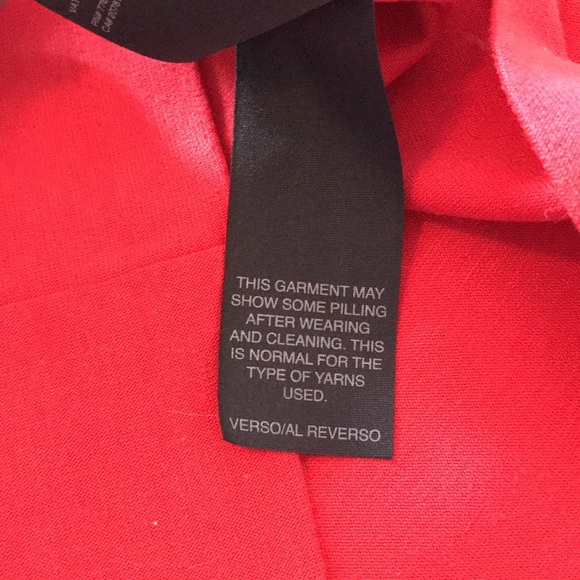 THIS GARMENT MAY
SHOW SOME PILLING
AFTER WEARING
AND CLEANING. THIS
IS NORMAL FOR THE
TYPE OF YARNS
USED.
VERSO/AL REVERSO